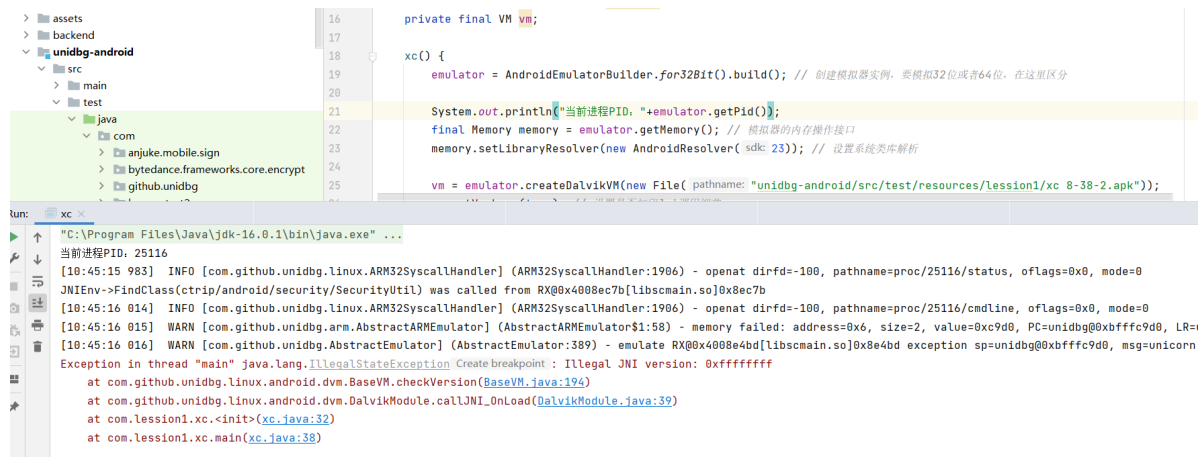 assets
backend
unidbg-android
src
main
test
java
com
anjuke.mobile.sign
bytedance.frameworks.core.encrypt
github.unidbg
16 private final VM vm;
17
18 xc() {
19 emulator = AndroidEmulatorBuilder.for32Bit().build(); // 创建模拟器实例，要模拟32位或者64位，在这里区分
20
21 System.out.println("当前进程PID："+emulator.getPid());
22 final Memory memory = emulator.getMemory(); // 模拟器的内存操作接口
23 memory.setLibraryResolver(new AndroidResolver( sdk: 23)); // 设置系统类库解析
24
25 vm = emulator.createDalvikVM(new File( pathname: "unidbg-android/src/test/resources/lession1/xc 8-38-2.apk"));
Run: xc
"C:\Program Files\Java\jdk-16.0.1\bin\java.exe" ...
当前进程PID：25116
[10:45:15 983] INFO [com.github.unidbg.linux.ARM32SyscallHandler] (ARM32SyscallHandler:1906) - openat dirfd=-100, pathname=proc/25116/status, oflags=0x0, mode=0
JNIEnv->FindClass(ctrip/android/security/SecurityUtil) was called from RX@0x4008ec7b[libscmain.so]0x8ec7b
[10:45:16 014] INFO [com.github.unidbg.linux.ARM32SyscallHandler] (ARM32SyscallHandler:1906) - openat dirfd=-100, pathname=proc/25116/cmdline, oflags=0x0, mode=0
[10:45:16 015] WARN [com.github.unidbg.arm.AbstractARMEmulator] (AbstractARMEmulator$1:58) - memory failed: address=0x6, size=2, value=0xc9d0, PC=unidbg@0xbfffc9d0, LR=
[10:45:16 016] WARN [com.github.unidbg.AbstractEmulator] (AbstractEmulator:389) - emulate RX@0x4008e4bd[libscmain.so]0x8e4bd exception sp=unidbg@0xbfffc9d0, msg=unicorn
Exception in thread "main" java.lang.IllegalStateException Create breakpoint : Illegal JNI version: 0xffffffff
at com.github.unidbg.linux.android.dvm.BaseVM.checkVersion(BaseVM.java:194)
at com.github.unidbg.linux.android.dvm.DalvikModule.callJNI_OnLoad(DalvikModule.java:39)
at com.lession1.xc.<init>(xc.java:32)
at com.lession1.xc.main(xc.java:38)